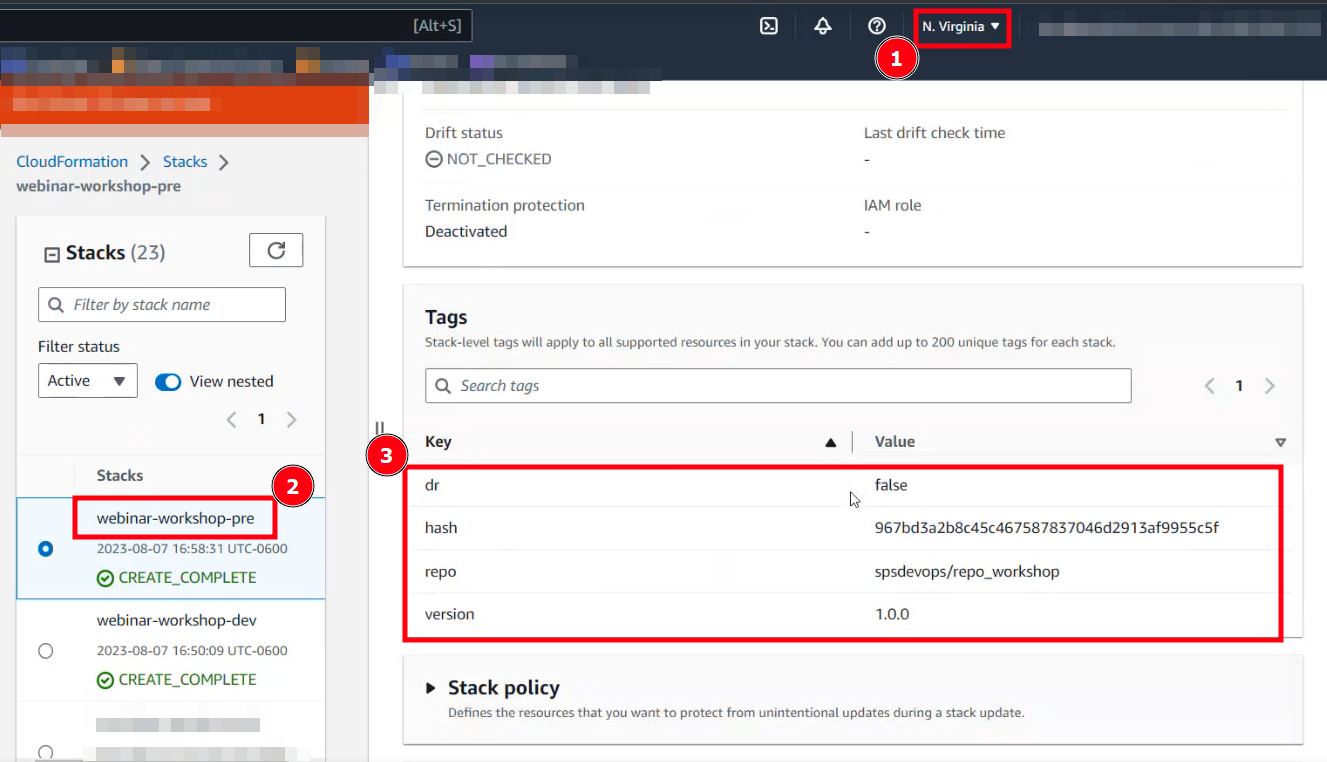 [Alt+S]
N. Virginia
1
CloudFormation
Stacks
webinar-workshop-pre
Stacks (23)
Filter by stack name
Filter status
Active
View nested
1
Stacks
2
webinar-workshop-pre
2023-08-07 16:58:31 UTC-0600
CREATE_COMPLETE
webinar-workshop-dev
2023-08-07 16:50:09 UTC-0600
CREATE_COMPLETE
Drift status
NOT_CHECKED
Last drift check time
-
Termination protection
Deactivated
IAM role
-
Tags
Stack-level tags will apply to all supported resources in your stack. You can add up to 200 unique tags for each stack.
Search tags
1
3
Key Value
dr false
hash 967bd3a2b8c45c467587837046d2913af9955c5f
repo spsdevops/repo_workshop
version 1.0.0
Stack policy
Defines the resources that you want to protect from unintentional updates during a stack update.